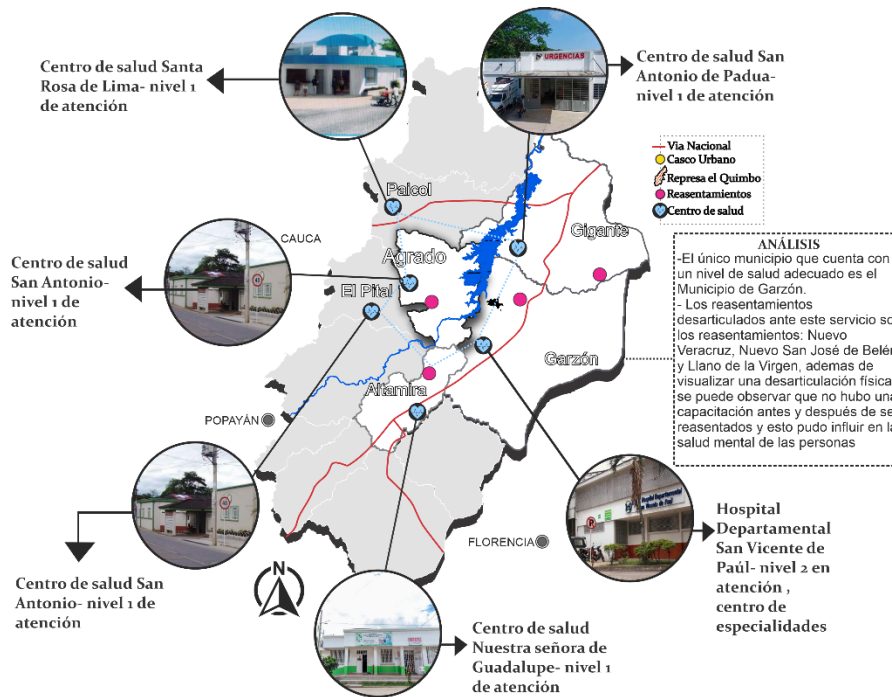 Centro de salud Santa
Rosa de Lima- nivel 1
de atención
URGENCIAS
Centro de salud San
Antonio de Padua-
nivel 1 de atención
Via Nacional
Casco Urbano
Represa el Quimbo
Reasentamientos
Centro de salud
Paicol
Gigante
CAUCA
Agrado
El Pital
Garzón
Altamira
POPAYÁN
FLORENCIA
Centro de salud
San Antonio-
nivel 1 de
atención
ANÁLISIS
-El único municipio que cuenta con
un nivel de salud adecuado es el
Municipio de Garzón.
- Los reasentamientos
desarticulados ante este servicio so
los reasentamientos: Nuevo
Veracruz, Nuevo San José de Belén
y Llano de la Virgen, ademas de
visualizar una desarticulación física
se puede observar que no hubo una
capacitación antes y después de se
reasentados y esto pudo influir en la
salud mental de las personas
Hospital Departamental
San Vicente de Paúl
Hospital
Departamental
San Vicente de
Paúl- nivel 2 en
atención ,
centro de
especialidades
Centro de salud San
Antonio- nivel 1 de
atención
N
Centro de salud
Nuestra señora de
Guadalupe- nivel 1
de atención